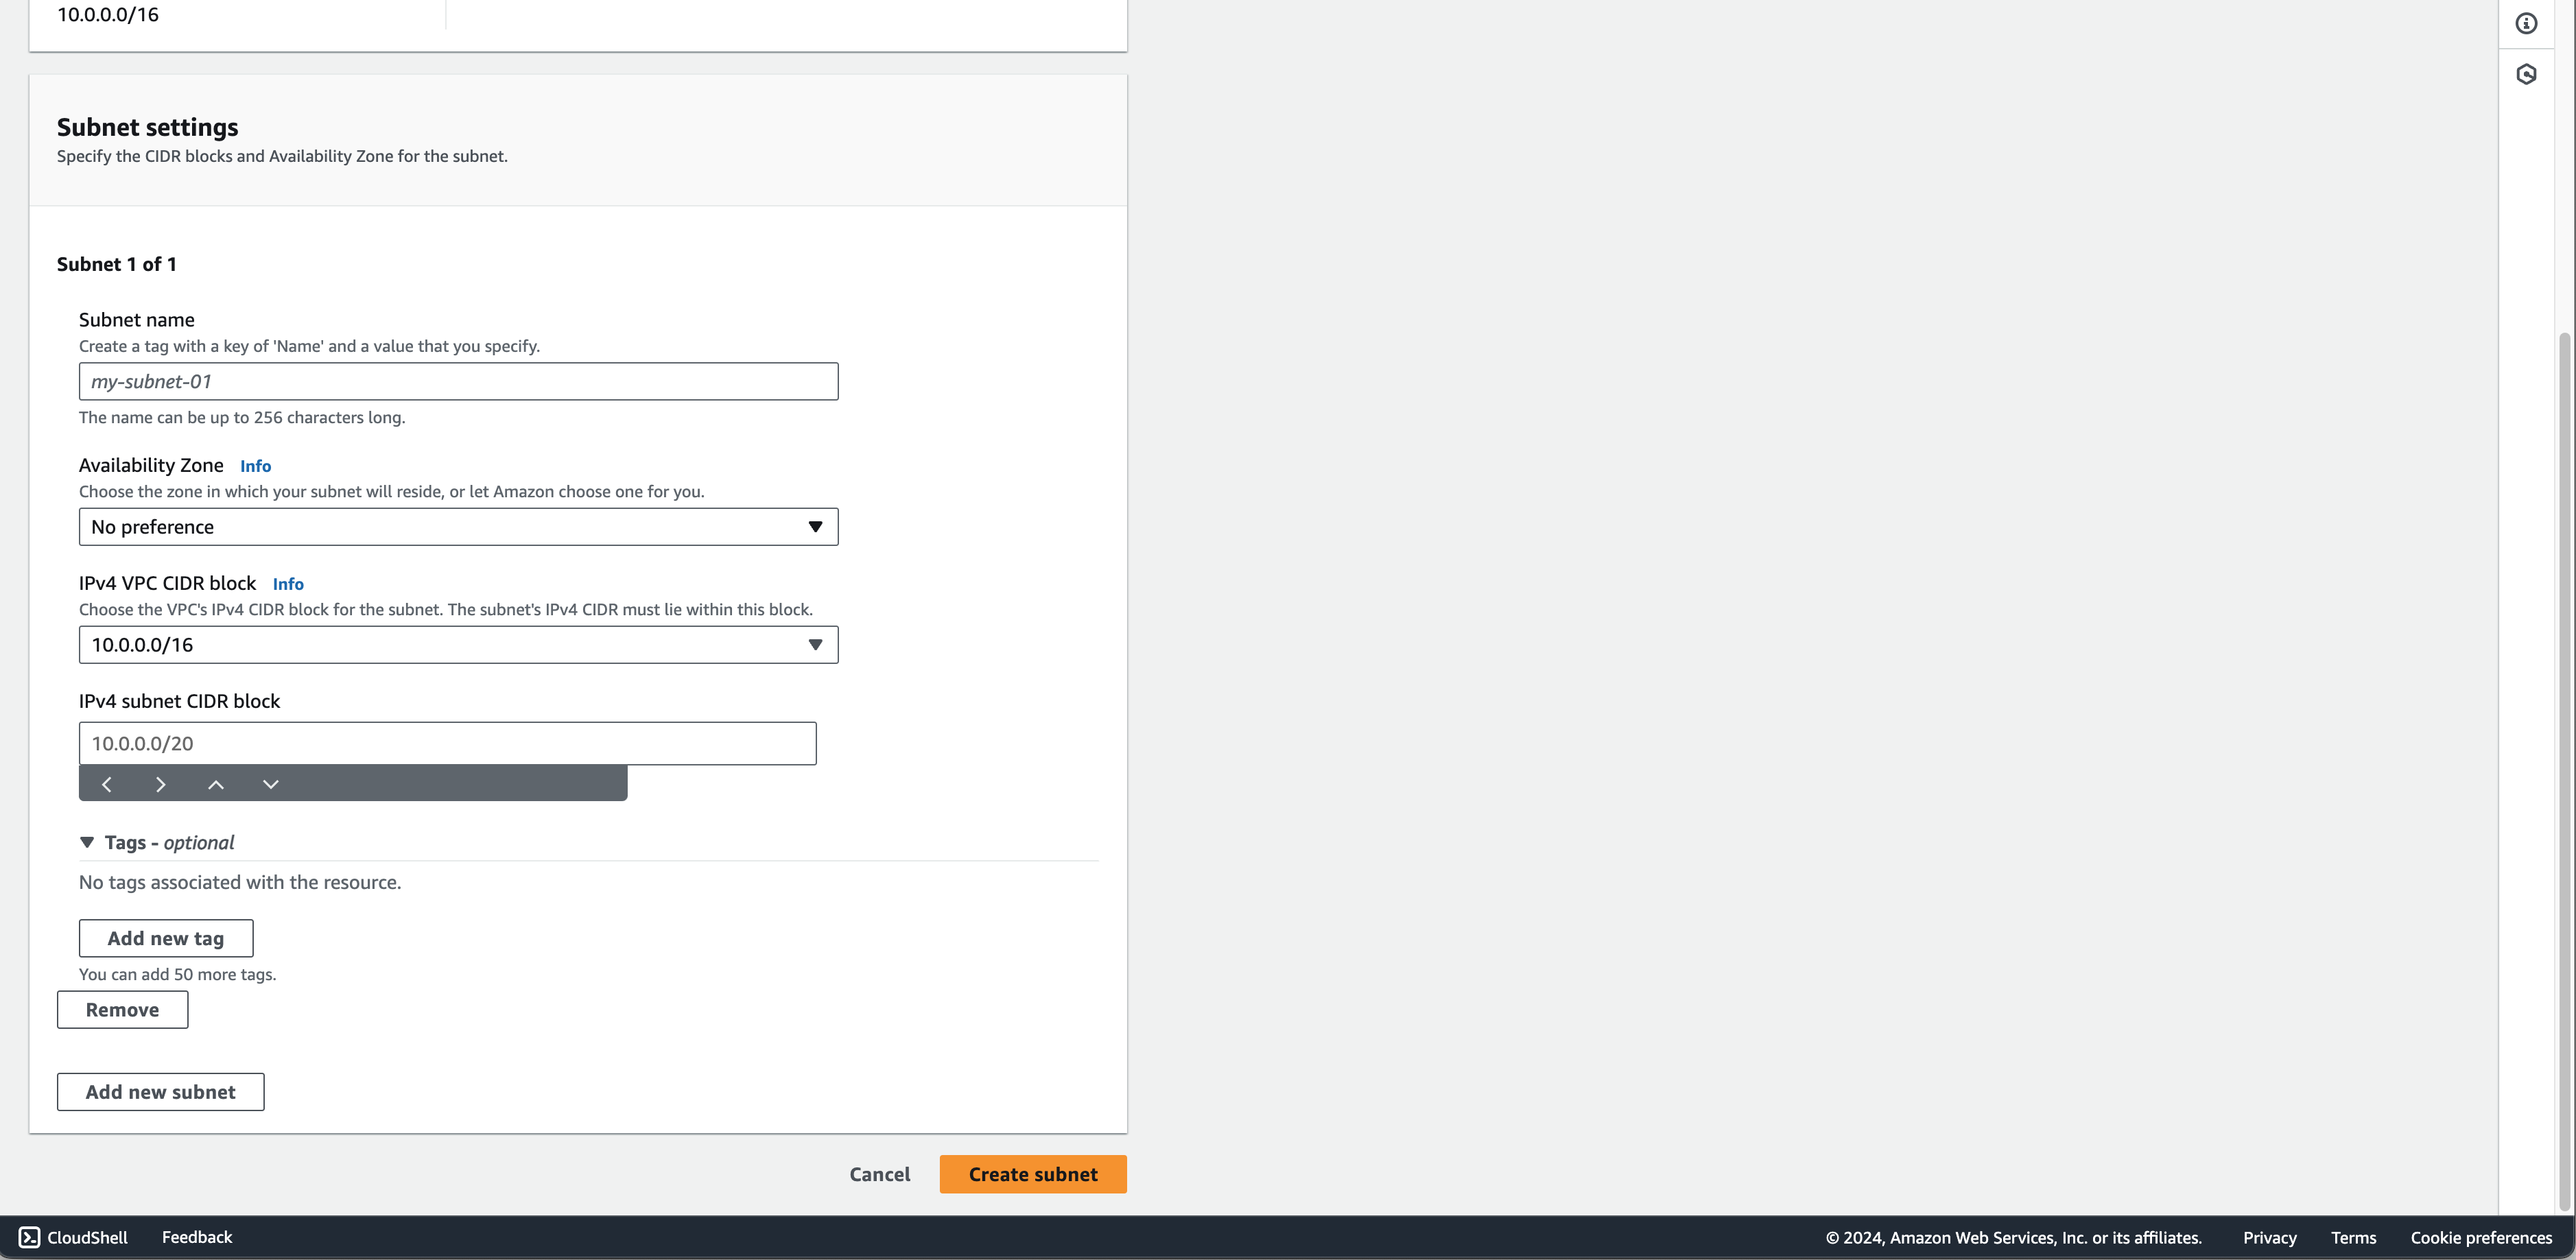 10.0.0.0/16
Subnet settings
Specify the CIDR blocks and Availability Zone for the subnet.
Subnet 1 of 1
Subnet name
Create a tag with a key of 'Name' and a value that you specify.
my-subnet-01
The name can be up to 256 characters long.
Availability Zone Info
Choose the zone in which your subnet will reside, or let Amazon choose one for you.
No preference
IPv4 VPC CIDR block Info
Choose the VPC's IPv4 CIDR block for the subnet. The subnet's IPv4 CIDR must lie within this block.
10.0.0.0/16
IPv4 subnet CIDR block
10.0.0.0/20
Tags - optional
No tags associated with the resource.
Add new tag
You can add 50 more tags.
Remove
Add new subnet
Cancel Create subnet
CloudShell Feedback © 2024, Amazon Web Services, Inc. or its affiliates. Privacy Terms Cookie preferences